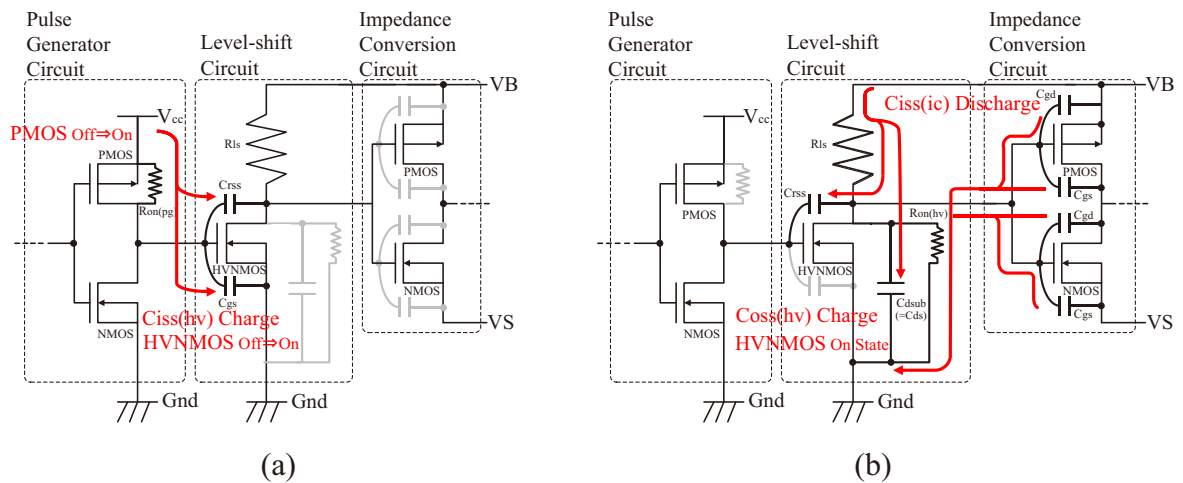 Pulse
Generator
Circuit
Level-shift
Circuit
Impedance
Conversion
Circuit
VB
Vcc
PMOS Off⇒On
PMOS
Rls
PMOS
Crss
Ron(pg)
HVNMOS
NMOS
Cgs
NMOS
Ciss(hv) Charge
HVNMOS Off⇒On
VS
Gnd
Gnd
(a)
Pulse
Generator
Circuit
Level-shift
Circuit
Impedance
Conversion
Circuit
VB
Ciss(ic) Discharge
Cgd
Vcc
Rls
PMOS
Crss
Cgs
PMOS
Ron(hv)
Cgd
HVNMOS
NMOS
Cdsub
(=Cds)
Cgs
NMOS
Coss(hv) Charge
HVNMOS On State
VS
Gnd
Gnd
(b)